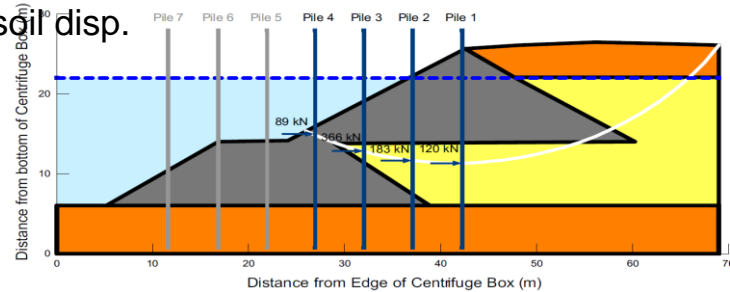 soil disp.
Pile 7 Pile 6 Pile 5 Pile 4 Pile 3 Pile 2 Pile 1
Distance from bottom of Centrifuge Box (m)
30
20
10
0
89 kN
366 kN
183 kN
120 kN
0 10 20 30 40 50 60 70
Distance from Edge of Centrifuge Box (m)